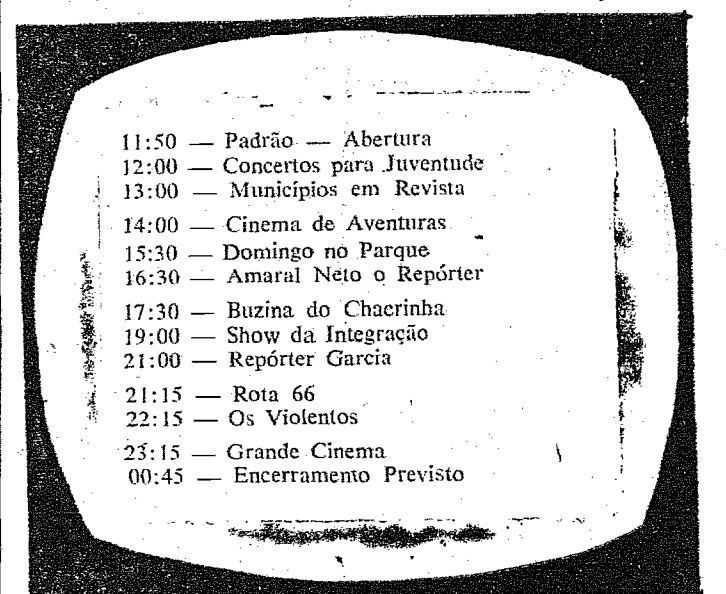 11:50 — Padrão — Abertura
12:00 — Concertos para Juventude
13:00 — Municípios em Revista
14:00 — Cinema de Aventuras
15:30 — Domingo no Parque
16:30 — Amaral Neto o Repórter
17:30 — Buzina do Chacrinha
19:00 — Show da Integração
21:00 — Repórter Garcia
21:15 — Rota 66
22:15 — Os Violentos
23:15 — Grande Cinema
00:45 — Encerramento Previsto